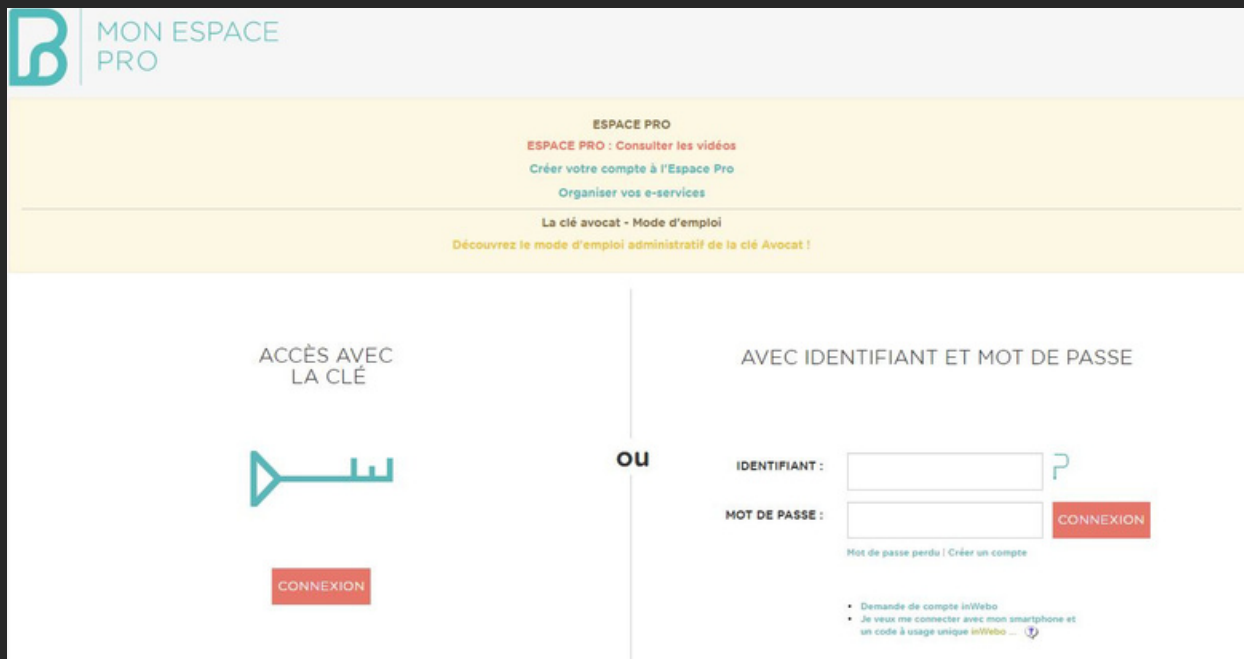 MON ESPACE
PRO
ESPACE PRO
ESPACE PRO : Consulter les vidéos
Créer votre compte à l'Espace Pro
Organiser vos e-services
La clé avocat - Mode d'emploi
Découvrez le mode d'emploi administratif de la clé Avocat !
ACCÈS AVEC
LA CLÉ
CONNEXION
ou
AVEC IDENTIFIANT ET MOT DE PASSE
IDENTIFIANT :
MOT DE PASSE :
CONNEXION
Mot de passe perdu | Créer un compte
• Demande de compte inWebo
• Je veux me connecter avec mon smartphone et
un code à usage unique inWebo ...